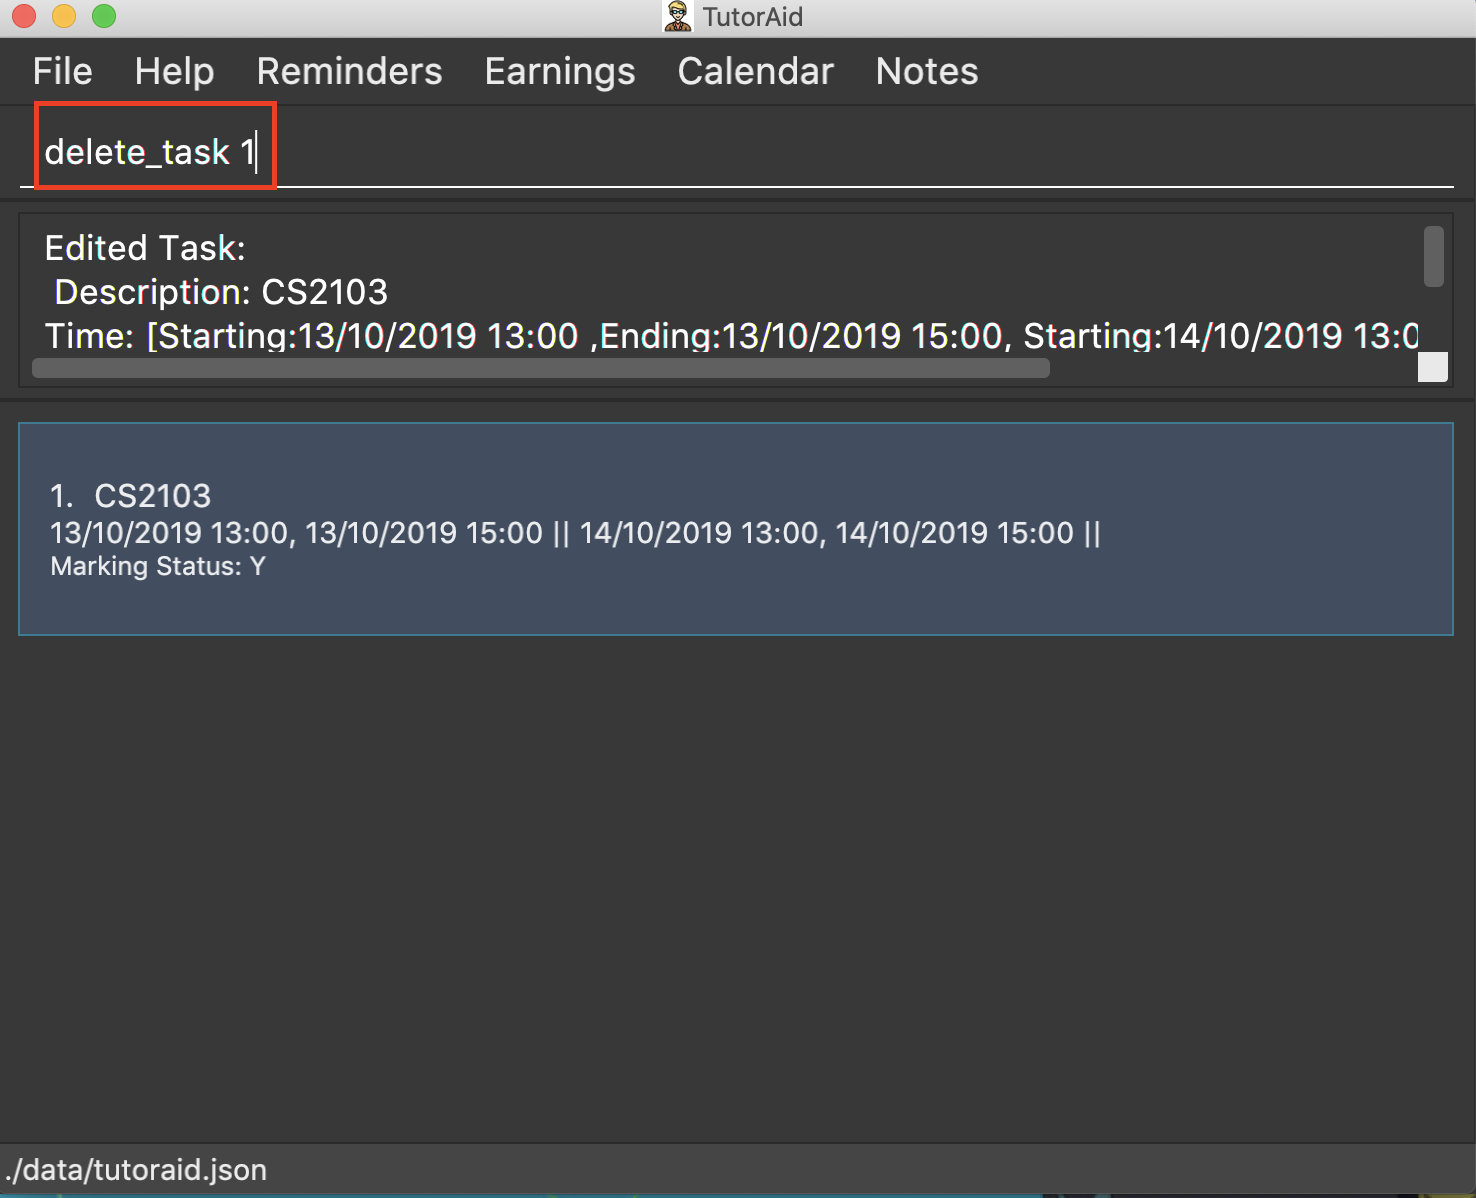 TutorAid
File Help Reminders Earnings Calendar Notes
delete_task 1
Edited Task:
Description: CS2103
Time: [Starting:13/10/2019 13:00 ,Ending:13/10/2019 15:00, Starting:14/10/2019 13:0
1. CS2103
13/10/2019 13:00, 13/10/2019 15:00 || 14/10/2019 13:00, 14/10/2019 15:00 ||
Marking Status: Y
./data/tutoraid.json